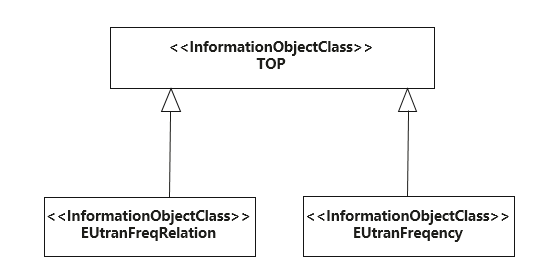 <<InformationObjectClass>>
TOP
<<InformationObjectClass>>
EUtranFreqRelation
<<InformationObjectClass>>
EUtranFreqency